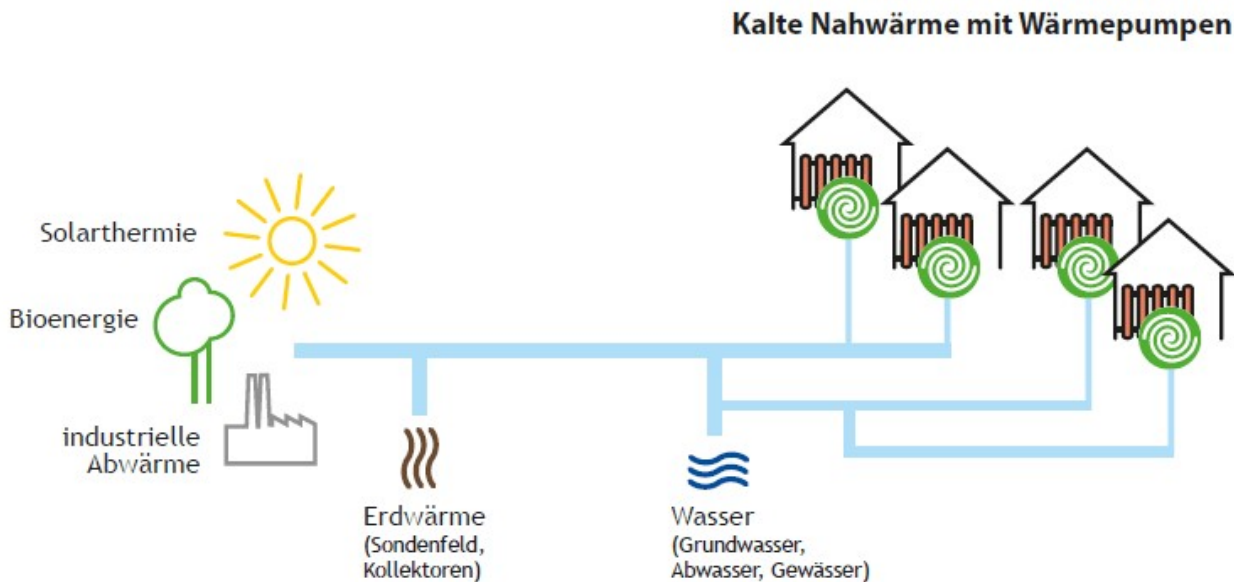 Kalte Nahwärme mit Wärmepumpen
Solarthermie
Bioenergie
industrielle
Abwärme
Erdwärme
(Sondenfeld,
Kollektoren)
Wasser
(Grundwasser,
Abwasser, Gewässer)